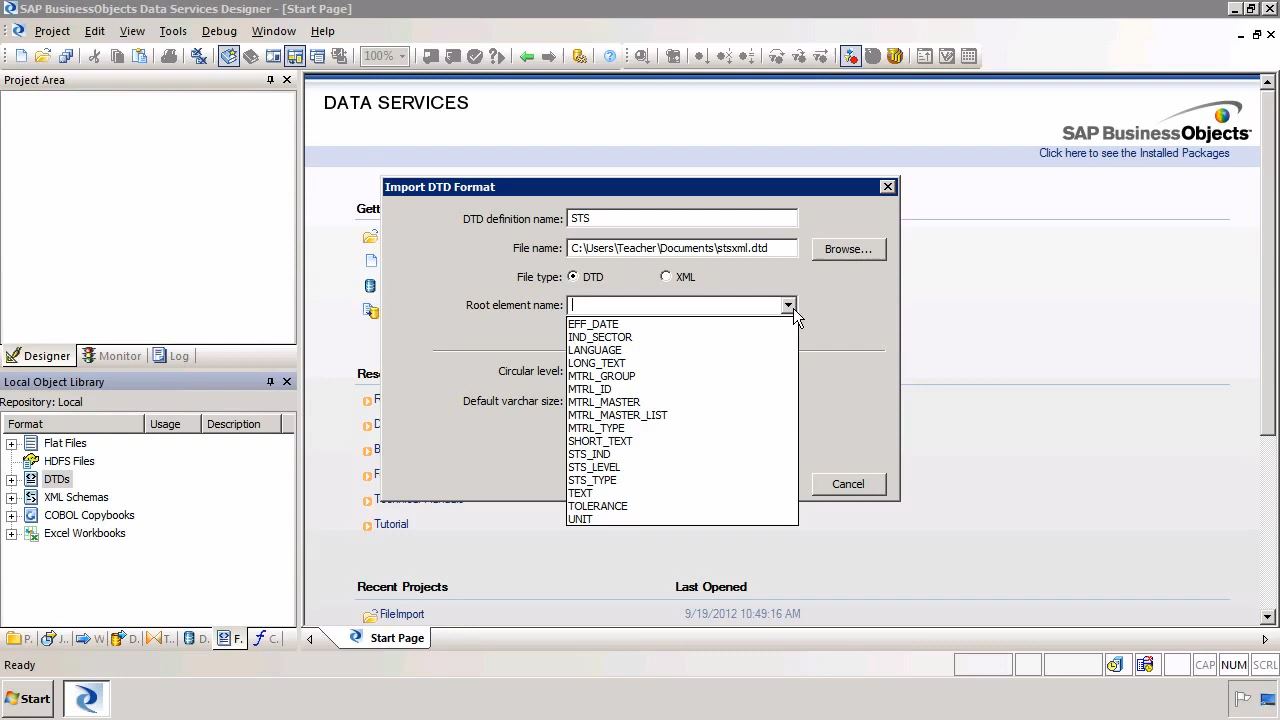 SAP BusinessObjects Data Services Designer - [Start Page]
Project Edit View Tools Debug Window Help
100%
Project Area
DATA SERVICES
SAP BusinessObjects
Click here to see the Installed Packages
Import DTD Format
DTD definition name: STS
File name: C:\Users\Teacher\Documents\stsxml.dtd Browse...
File type: DTD XML
Root element name:
EFF_DATE
IND_SECTOR
LANGUAGE
LONG_TEXT
MTRL_GROUP
MTRL_ID
MTRL_MASTER
MTRL_MASTER_LIST
MTRL_TYPE
SHORT_TEXT
STS_IND
STS_LEVEL
STS_TYPE
TEXT
TOLERANCE
UNIT
Circular level:
Default varchar size:
Cancel
Gett
Res
Tutorial
Recent Projects Last Opened
FileImport 9/19/2012 10:49:16 AM
Designer Monitor Log
Local Object Library
Repository: Local
Format Usage Description
Flat Files
HDFS Files
DTDs
XML Schemas
COBOL Copybooks
Excel Workbooks
P. J.. W D. T.. D. F. C.
Start Page
Ready
CAP NUM SCRL
Start